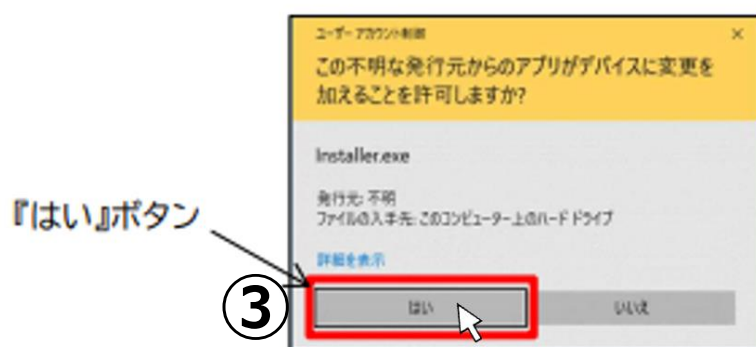 ユーザー アカウント制御
×
この不明な発行元からのアプリがデバイスに変更を
加えることを許可しますか?
Installer.exe
発行元: 不明
ファイルの入手先: このコンピューター上のハード ドライブ
詳細を表示
『はい』ボタン
③
はい
いいえ